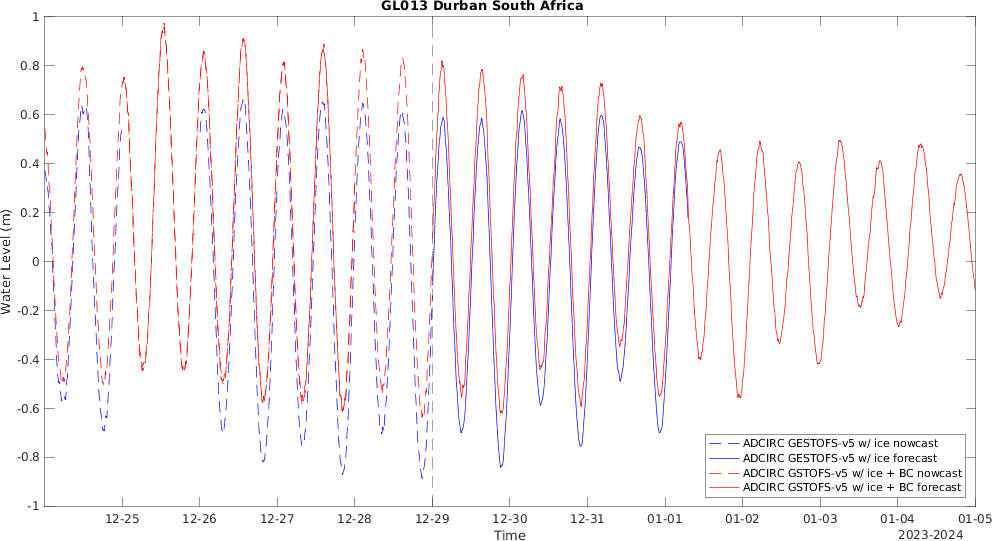 GL013 Durban South Africa
Water Level (m)
1
0.8
0.6
0.4
0.2
0
-0.2
-0.4
-0.6
-0.8
-1
ADCIRC GESTOFS-v5 w/ ice nowcast
ADCIRC GESTOFS-v5 w/ ice forecast
ADCIRC GSTOFS-v5 w/ ice + BC nowcast
ADCIRC GSTOFS-v5 w/ ice + BC forecast
12-25 12-26 12-27 12-28 12-29 12-30 12-31 01-01 01-02 01-03 01-04 01-05
Time
2023-2024